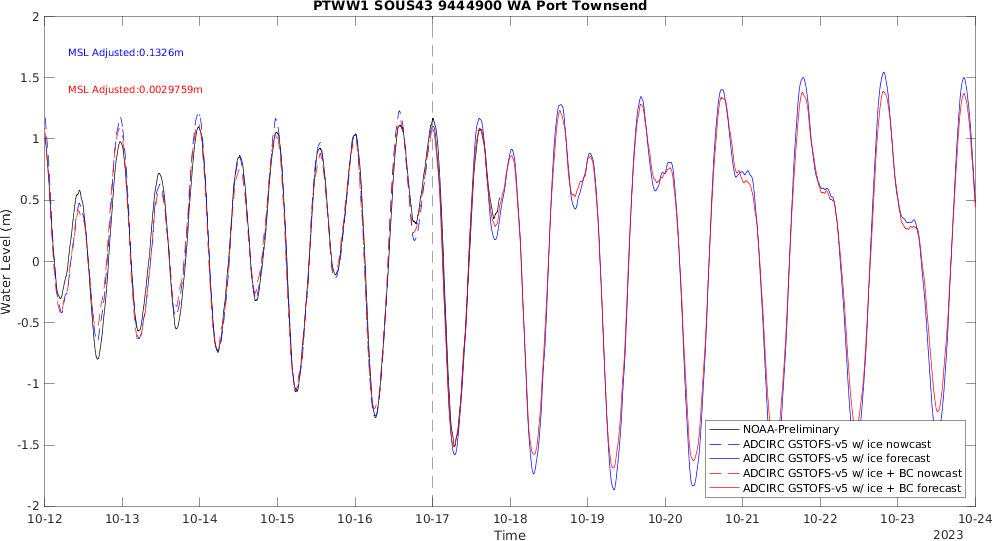 PTWW1 SOUS43 9444900 WA Port Townsend
2
1.5
1
0.5
0
-0.5
-1
-1.5
-2
Water Level (m)
MSL Adjusted:0.1326m
MSL Adjusted:0.0029759m
NOAA-Preliminary
ADCIRC GSTOFS-v5 w/ ice nowcast
ADCIRC GSTOFS-v5 w/ ice forecast
ADCIRC GSTOFS-v5 w/ ice + BC nowcast
ADCIRC GSTOFS-v5 w/ ice + BC forecast
10-12 10-13 10-14 10-15 10-16 10-17 10-18 10-19 10-20 10-21 10-22 10-23 10-24
Time
2023